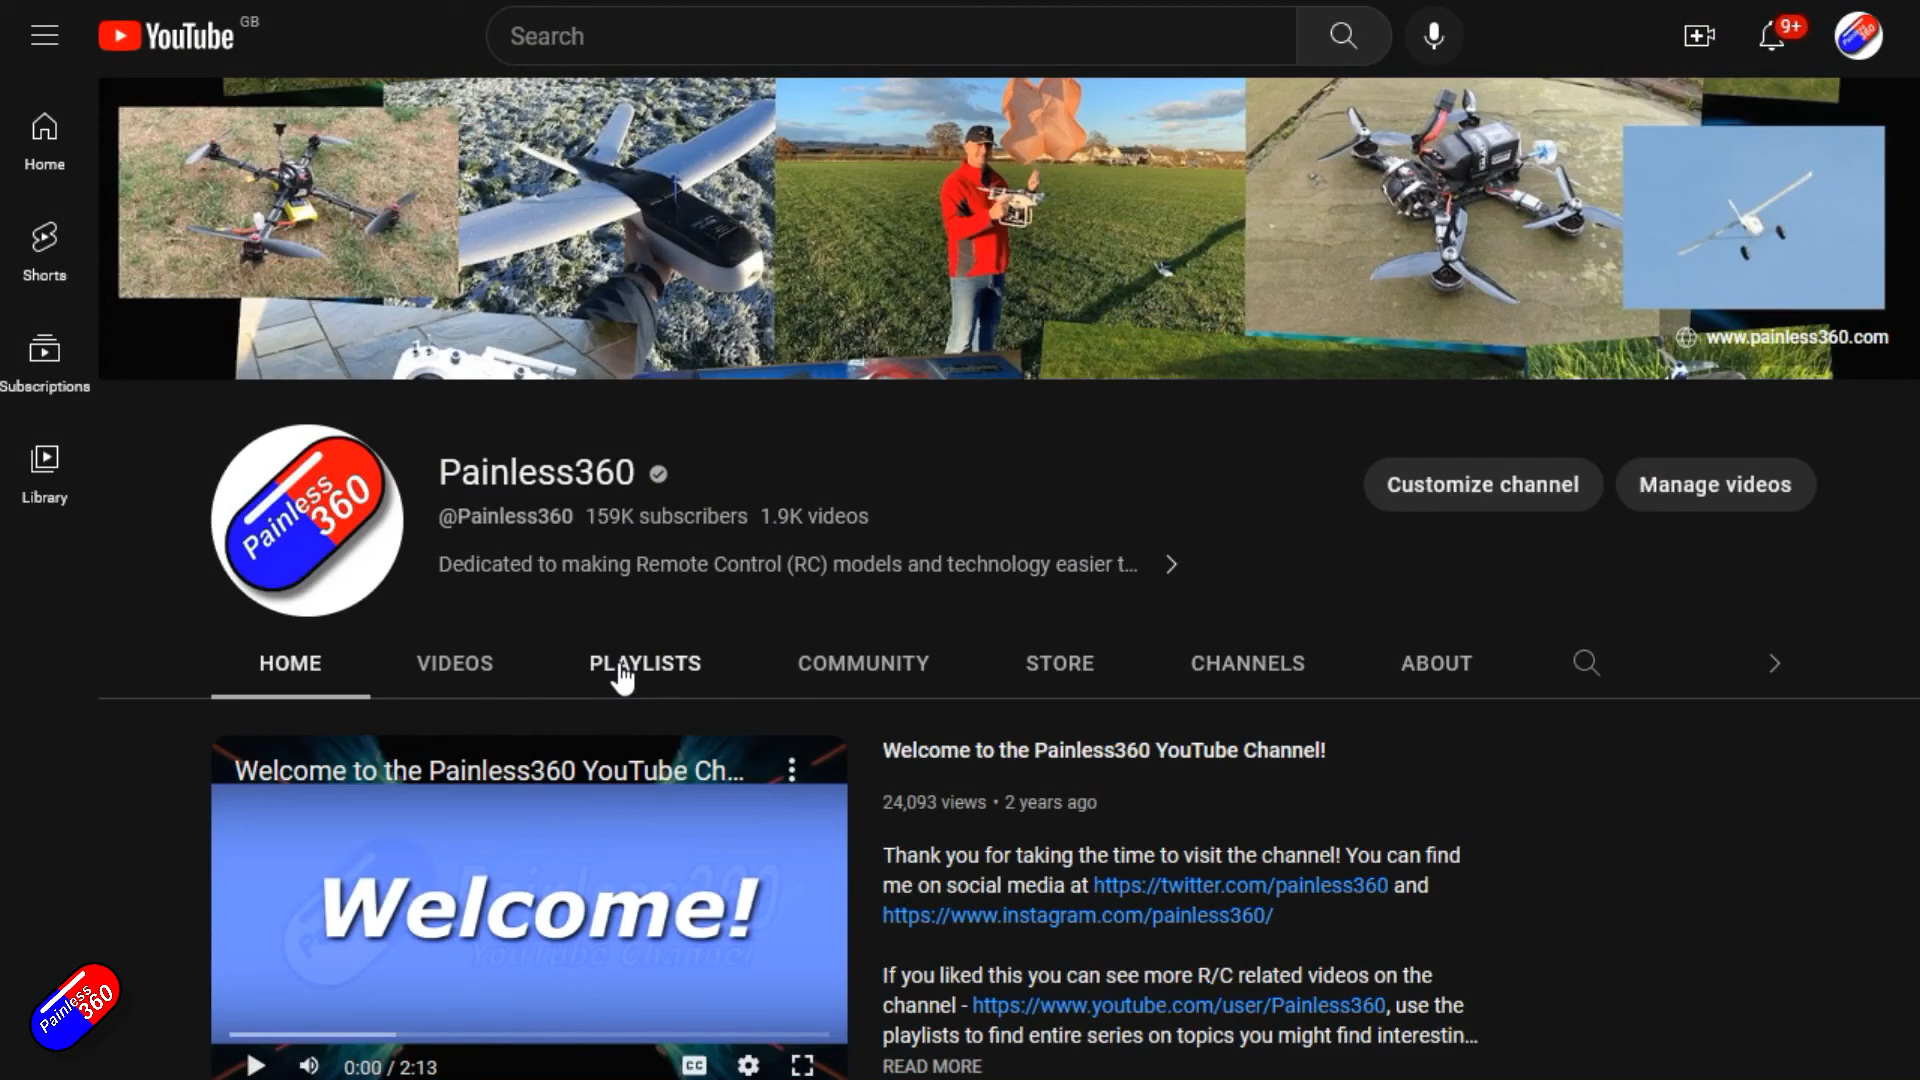 YouTube GB
Search
9+
Home
Shorts
Subscriptions
Library
www.painless360.com
Painless 360
Painless360
@Painless360 159K subscribers 1.9K videos
Dedicated to making Remote Control (RC) models and technology easier t...
Customize channel
Manage videos
HOME VIDEOS PLAYLISTS COMMUNITY STORE CHANNELS ABOUT
Welcome to the Painless360 YouTube Ch...
Welcome!
YouTube Channel
0:00 / 2:13
CC
Welcome to the Painless360 YouTube Channel!
24,093 views • 2 years ago
Thank you for taking the time to visit the channel! You can find
me on social media at https://twitter.com/painless360 and
https://www.instagram.com/painless360/
If you liked this you can see more R/C related videos on the
channel - https://www.youtube.com/user/Painless360, use the
playlists to find entire series on topics you might find interestin...
READ MORE
Painless 360